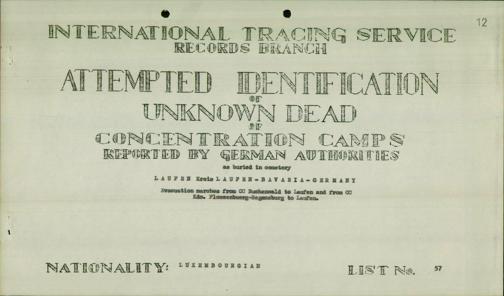 12
INTERNATIONAL TRACING SERVICE
RECORDS BRANCH
ATTEMPTED IDENTIFICATION
OF
UNKNOWN DEAD
OF
CONCENTRATION CAMPS
REPORTED BY GERMAN AUTHORITIES
as buried in cemetery
LAUFEN Kreis LAUFEN-BAVARIA-GERMANY
Evacuation marches from CC Buchenwald to Laufen and from CC
Kdo. Flossenbuerg-Regensburg to Laufen.
NATIONALITY: LUXEMBOURGIAN
LIST No. 57